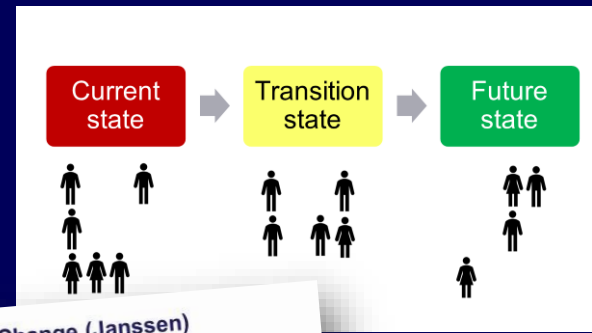 Current
state
Transition
state
Future
state
Change (Janssen)